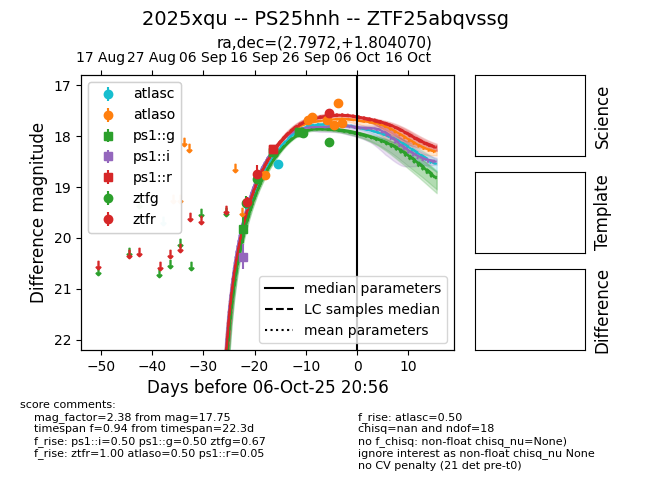 2025xqu -- PS25hnh -- ZTF25abqvssg
ra,dec=(2.7972,+1.804070)
17 Aug 27 Aug 06 Sep 16 Sep 26 Sep 06 Oct 16 Oct
17
18
19
20
21
22
Difference magnitude
atlasc
atlaso
ps1::g
ps1::i
ps1::r
ztfg
ztfr
median parameters
LC samples median
mean parameters
−50 −40 −30 −20 −10 0 10
Days before 06-Oct-25 20:56
Science
Template
Difference
score comments:
mag_factor=2.38 from mag=17.75
timespan f=0.94 from timespan=22.3d
f_rise: ps1::i=0.50 ps1::g=0.50 ztfg=0.67
f_rise: ztfr=1.00 atlaso=0.50 ps1::r=0.05
f_rise: atlasc=0.50
chisq=nan and ndof=18
no f_chisq: non-float chisq_nu=None)
ignore interest as non-float chisq_nu None
no CV penalty (21 det pre-t0)